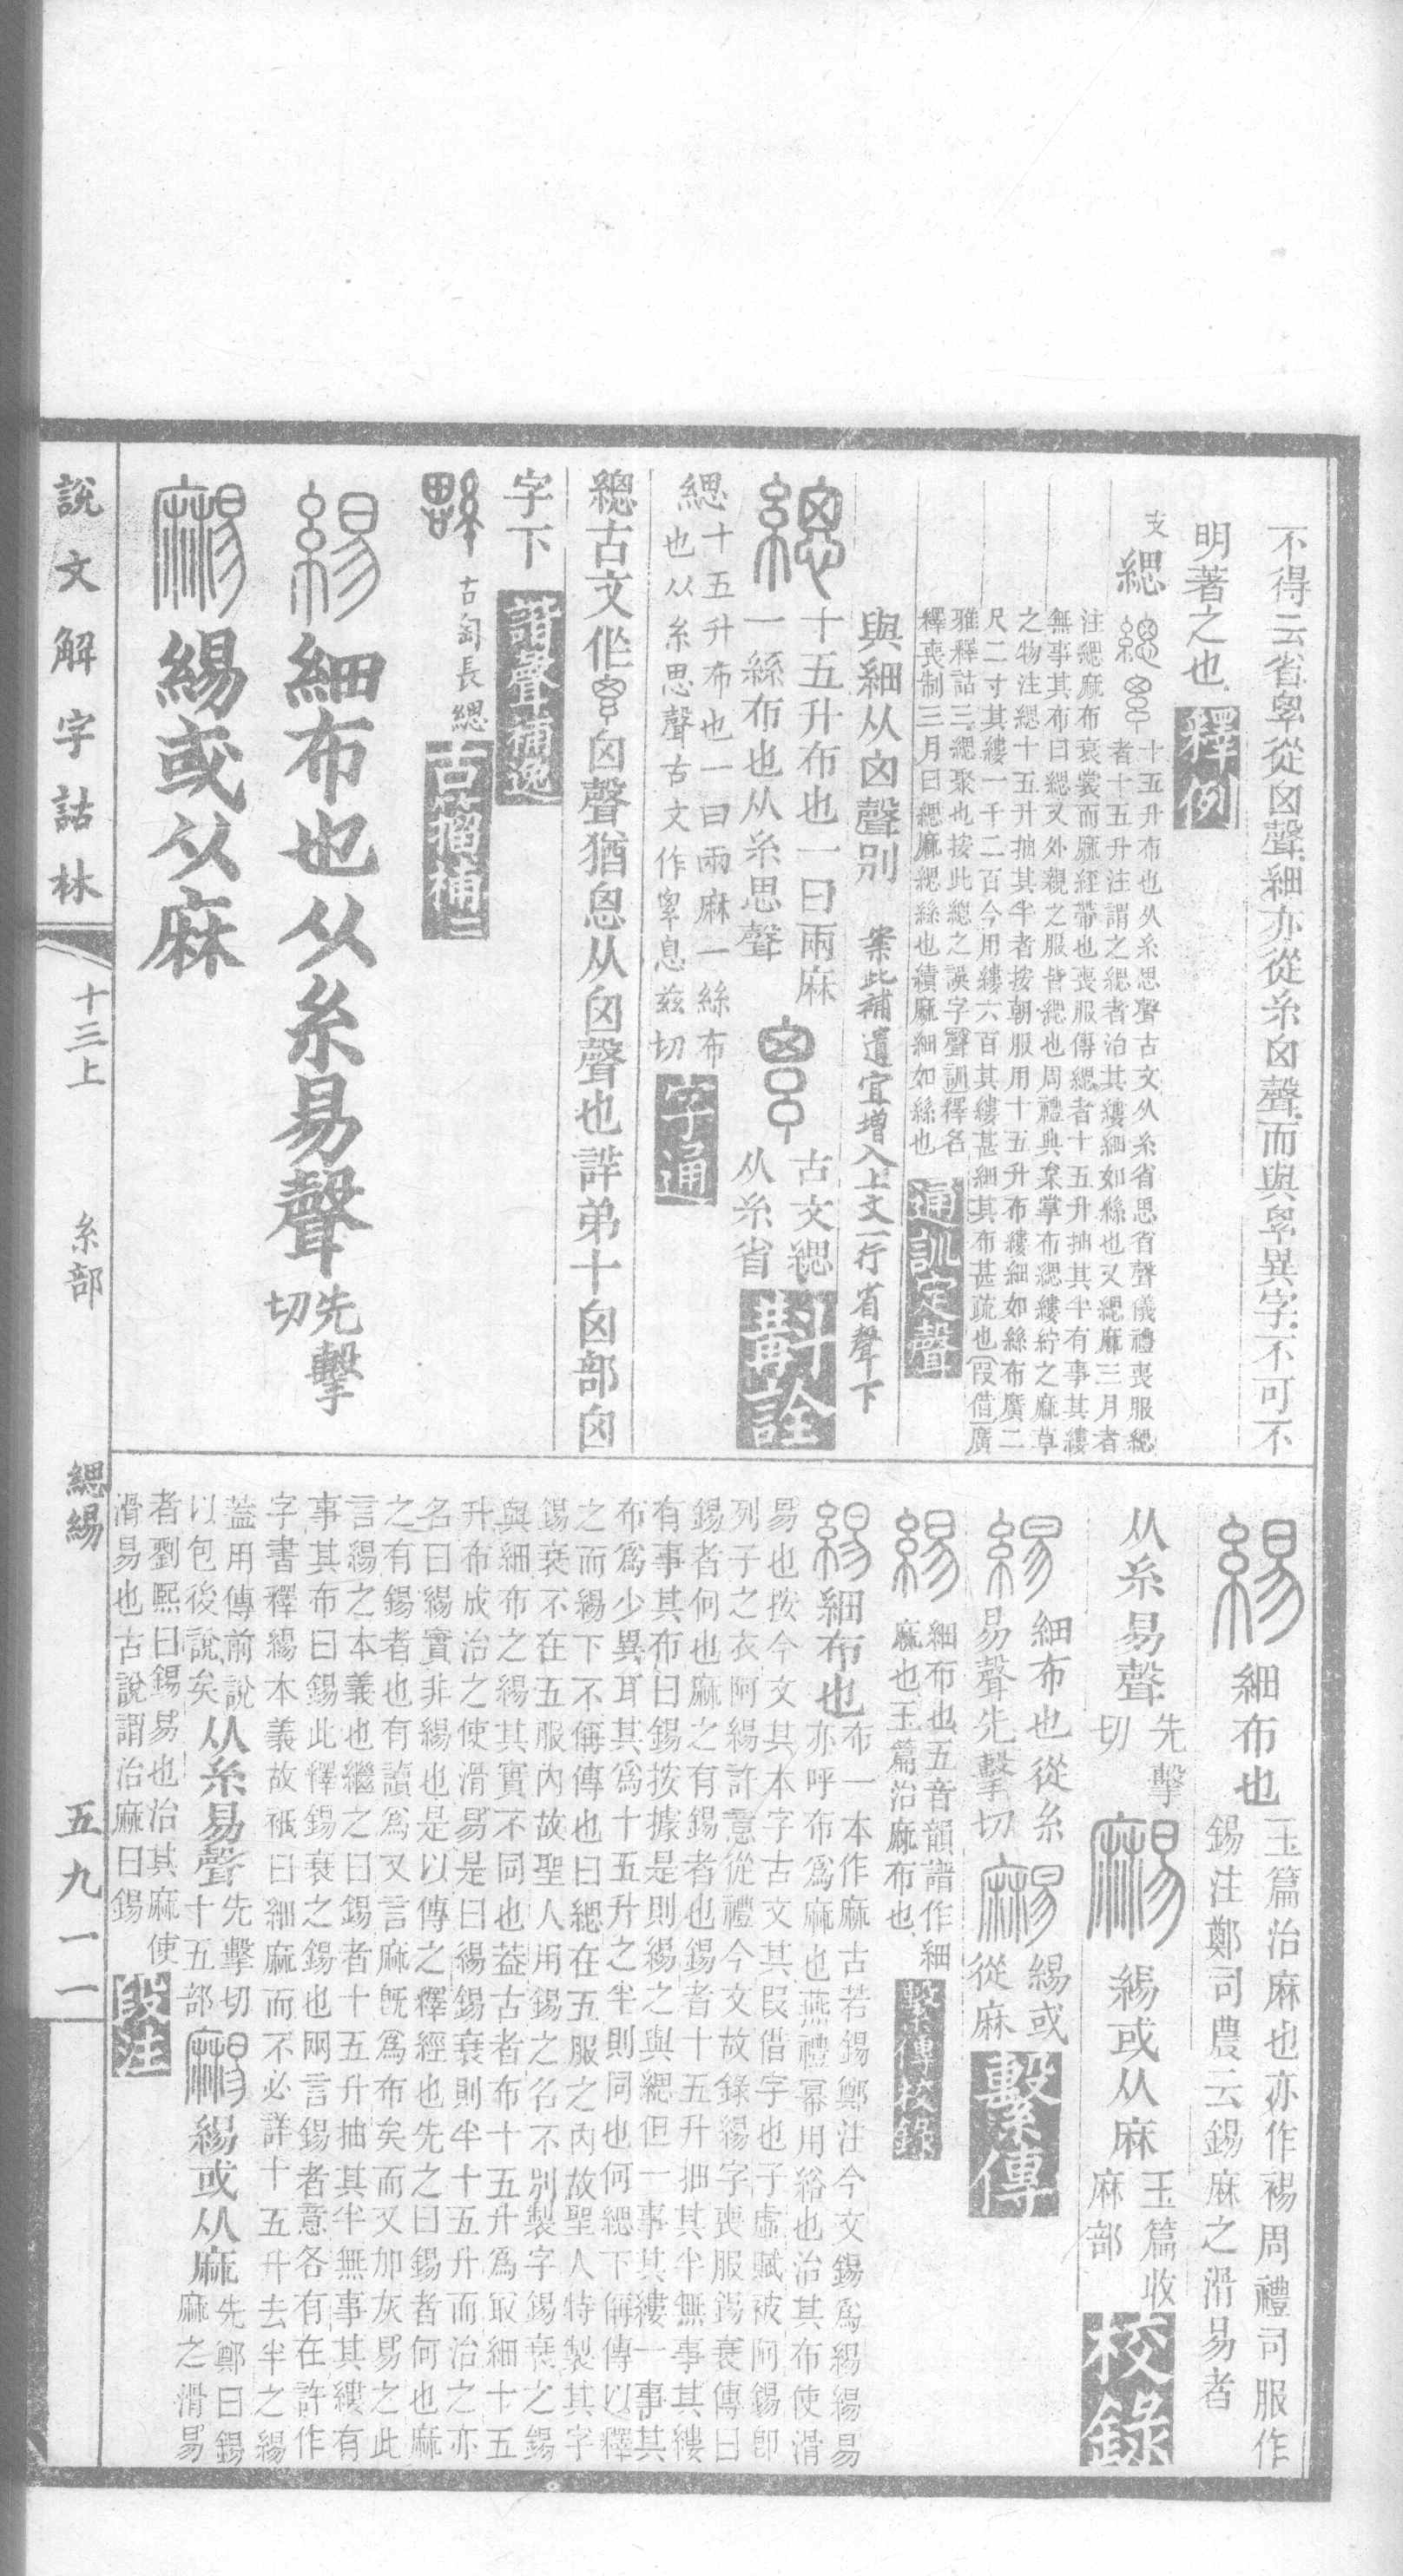 不得云省㒽從囟聲細亦從糸囟聲而與㒽異字不可不
明著之也 釋例
支
緦 十五升布也从糸思聲古文从糸省思省聲儀禮喪服緦
者十五升注謂之緦者治其縷細如絲也又緦麻三月者
注緦麻布衰裳而麻絰帶也喪服傳緦者十五升抽其半有事其縷
無事其布曰緦又外親之服皆緦也周禮典枲掌布緦縷紵之麻草
之物注緦十五升抽其半者按朝服用十五升布縷細如絲布廣二
尺二寸其縷一千二百今用縷六百其縷甚細其布甚疏也叚借廣
雅釋詁三緦聚也按此總之誤字聲訓釋名
釋喪制三月曰緦麻緦絲也績麻細如絲也 通訓定聲
與細从囟聲別 案此補遺宜增入上文一行省聲下
緦 十五升布也一曰兩麻
一絲布也从糸思聲
古文緦
从糸省 斠詮
緦 十五升布也一曰兩麻一絲布
也从糸思聲古文作㒽息茲切 字通
緦古文作 囟聲猶恖从囟聲也詳弟十囟部囟
字下 諧聲補逸
古匋長緦 古籀補二
緆 細布也从糸易聲 先擊切
緆或从麻
說文解字詁林 十三上 糸部 緦緆 五九一一
緆 細布也 玉篇治麻也亦作裼周禮司服作
錫注鄭司農云錫麻之滑易者
从糸易聲 先擊切 緆或从麻 玉篇收麻部 校錄
緆 細布也從糸
易聲先擊切 緆或
從麻 繫傳
緆 細布也五音韻譜作細
麻也玉篇治麻布也 繫傳校錄
緆 細布也 布一本作麻古若錫鄭注今文錫爲緆緆易
亦呼布爲麻也燕禮冪用綌也治其布使滑
易也按今文其本字古文其叚借字也子虛賦被阿錫卽
列子之衣阿緆許意從禮今文故錄緆字喪服錫衰傳曰
錫者何也麻之有錫者也錫者十五升抽其半無事其縷
有事其布曰錫按據是則緆之與緦但一事其縷一事其
布爲少異耳其爲十五升之半則同也何緦下偁傳以釋
之而緆下不偁傳也曰緦在五服之內故聖人特製其字
錫衰不在五服內故聖人用錫之名不別製字錫衰之錫
與細布之緆其實不同也葢古者布十五升爲冣細十五
升布成治之使滑易是曰緆錫衰則半十五升而治之亦
名曰緆實非緆也是以傳之釋經也先之曰錫者何也麻
之有錫者也有讀爲又言麻旣爲布矣而又加灰易之此
言緆之本義也繼之曰錫者十五升抽其半無事其縷有
事其布曰錫此釋錫衰之錫也兩言錫者意各有在許作
字書釋緆本義故祇曰細麻而不必詳十五升去半之緆
葢用傳前說
以包後說矣 从糸易聲 先擊切
十五部 緆或从麻 先鄭曰錫
麻之滑易
者劉熙曰錫易也治其麻使
滑易也古說謂治麻曰錫 段注